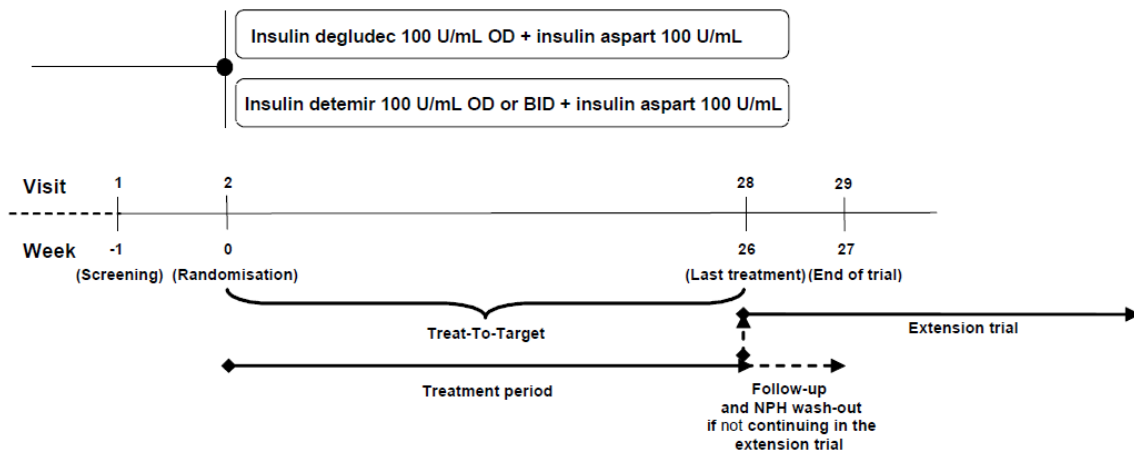 Insulin degludec 100 U/mL OD + insulin aspart 100 U/mL
Insulin detemir 100 U/mL OD or BID + insulin aspart 100 U/mL
Visit 1 2 28 29
Week -1 0 26 27
(Screening) (Randomisation) (Last treatment) (End of trial)
Treat-To-Target
Extension trial
Treatment period
Follow-up
and NPH wash-out
if not continuing in the
extension trial